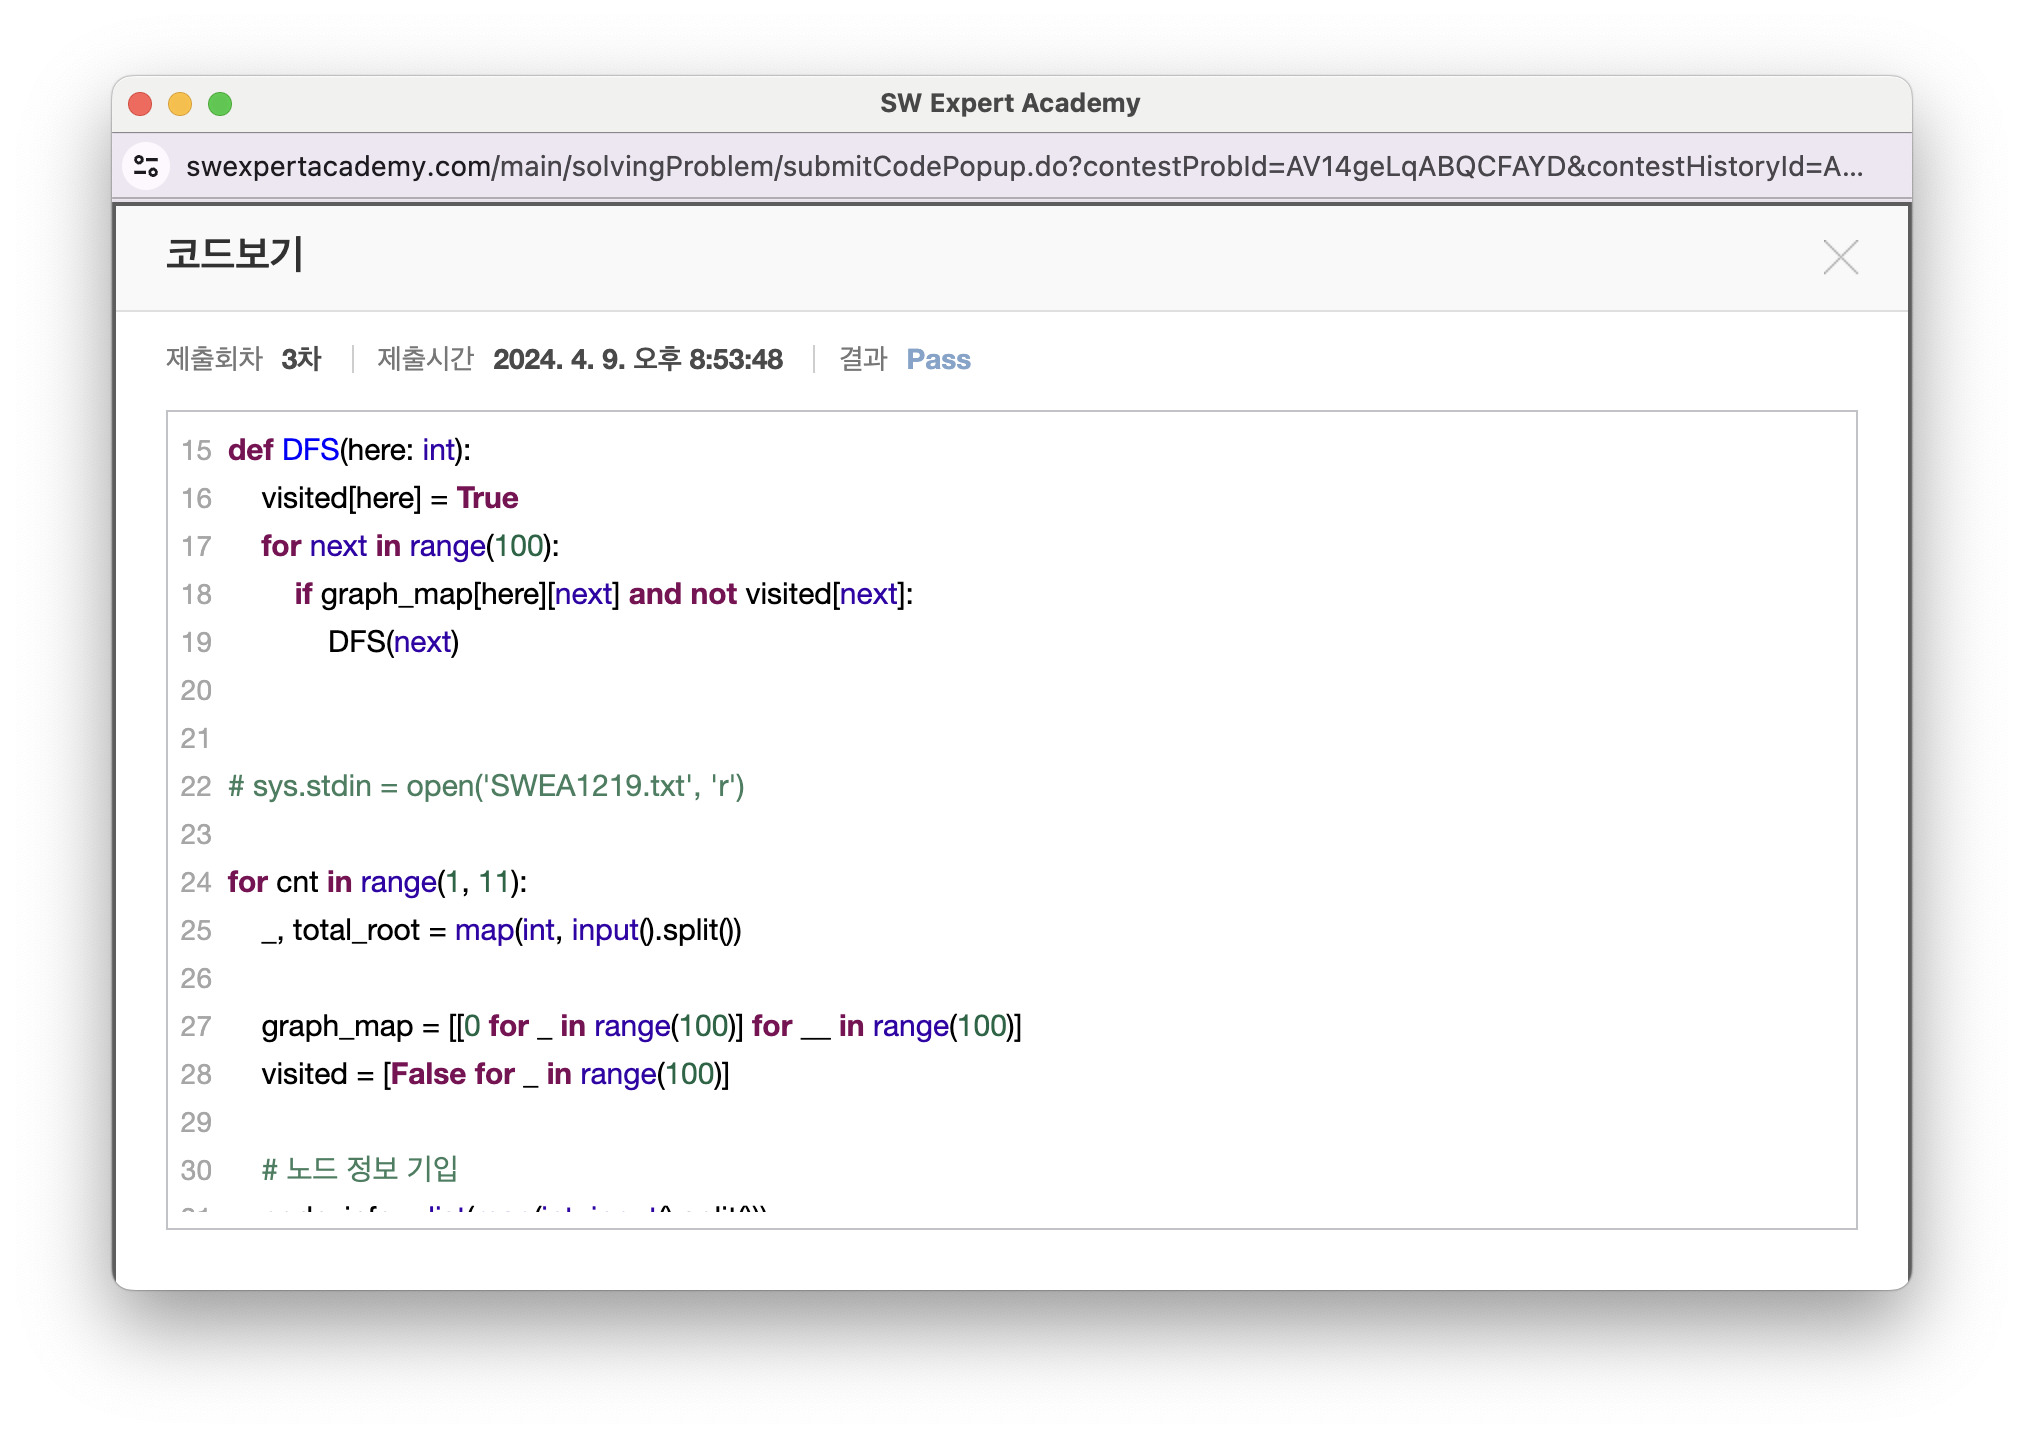 SW Expert Academy
swexpertacademy.com/main/solvingProblem/submitCodePopup.do?contestProbId=AV14geLqABQCFAYD&contestHistoryId=A...
코드보기
제출회차 3차 제출시간 2024. 4. 9. 오후 8:53:48 결과 Pass
15 def DFS(here: int):
16 visited[here] = True
17 for next in range(100):
18 if graph_map[here][next] and not visited[next]:
19 DFS(next)
20
21
22 # sys.stdin = open('SWEA1219.txt', 'r')
23
24 for cnt in range(1, 11):
25 _, total_root = map(int, input().split())
26
27 graph_map = [[0 for _ in range(100)] for __ in range(100)]
28 visited = [False for _ in range(100)]
29
30 # 노드 정보 기입